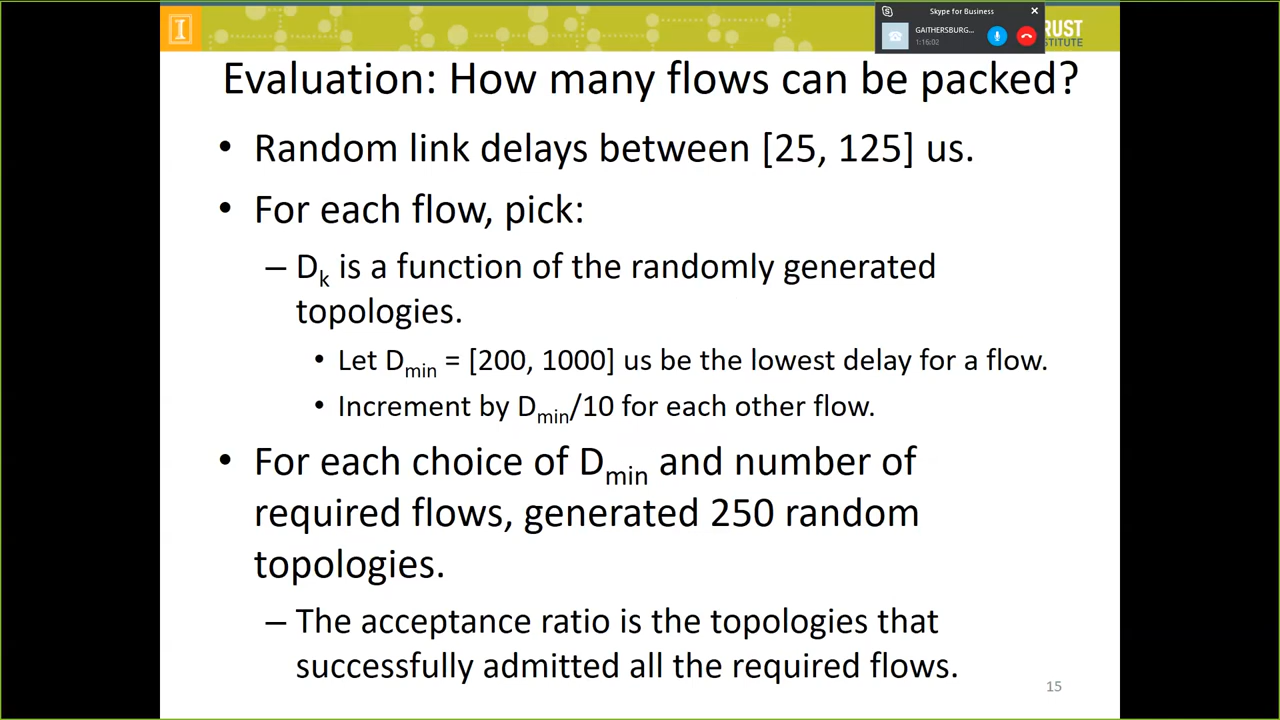 I
Skype for Business
GAITHERSBURG...
1:16:02
RUST
STITUTE
Evaluation: How many flows can be packed?
• Random link delays between [25, 125] us.
• For each flow, pick:
– Dk is a function of the randomly generated
topologies.
• Let Dmin = [200, 1000] us be the lowest delay for a flow.
• Increment by Dmin/10 for each other flow.
• For each choice of Dmin and number of
required flows, generated 250 random
topologies.
– The acceptance ratio is the topologies that
successfully admitted all the required flows.
15